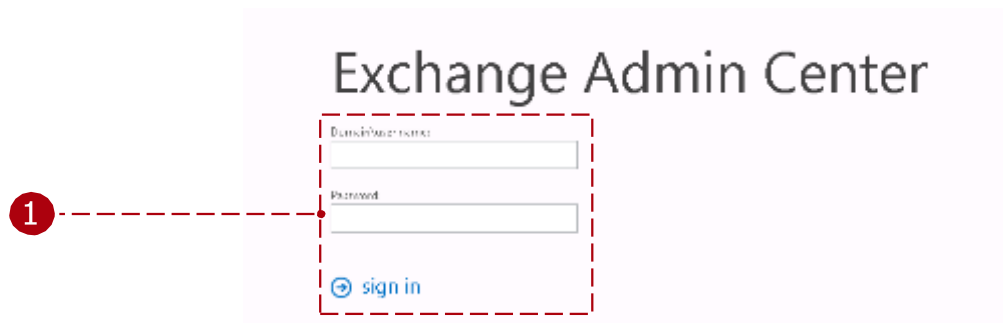 Exchange Admin Center
Domain\user name:
Password:
1
sign in